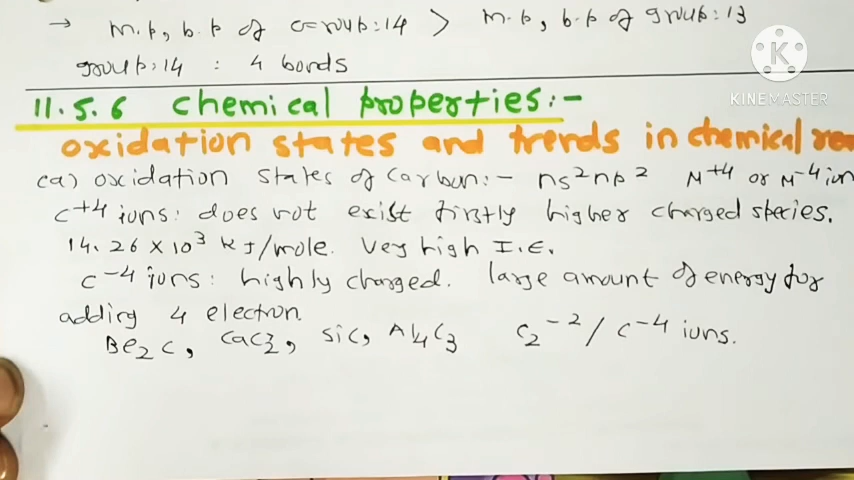 → m.p, b.p of Group:14 > m.p, b.p of group:13
group:14 : 4 bonds
KINEMASTER
11.5.6 chemical properties:-
oxidation states and trends in chemical rea
(a) oxidation states of Carbon:- ns²np² M⁺⁴ or M⁻⁴ ion
C⁺⁴ ions: does not exist firstly higher charged species.
14.26 × 10³ kJ/mole. Very high I.E.
C⁻⁴ ions: highly charged. large amount of energy for
adding 4 electron.
Be₂C, CaC₂, SiC, Al₄C₃ C₂⁻²/C⁻⁴ ions.